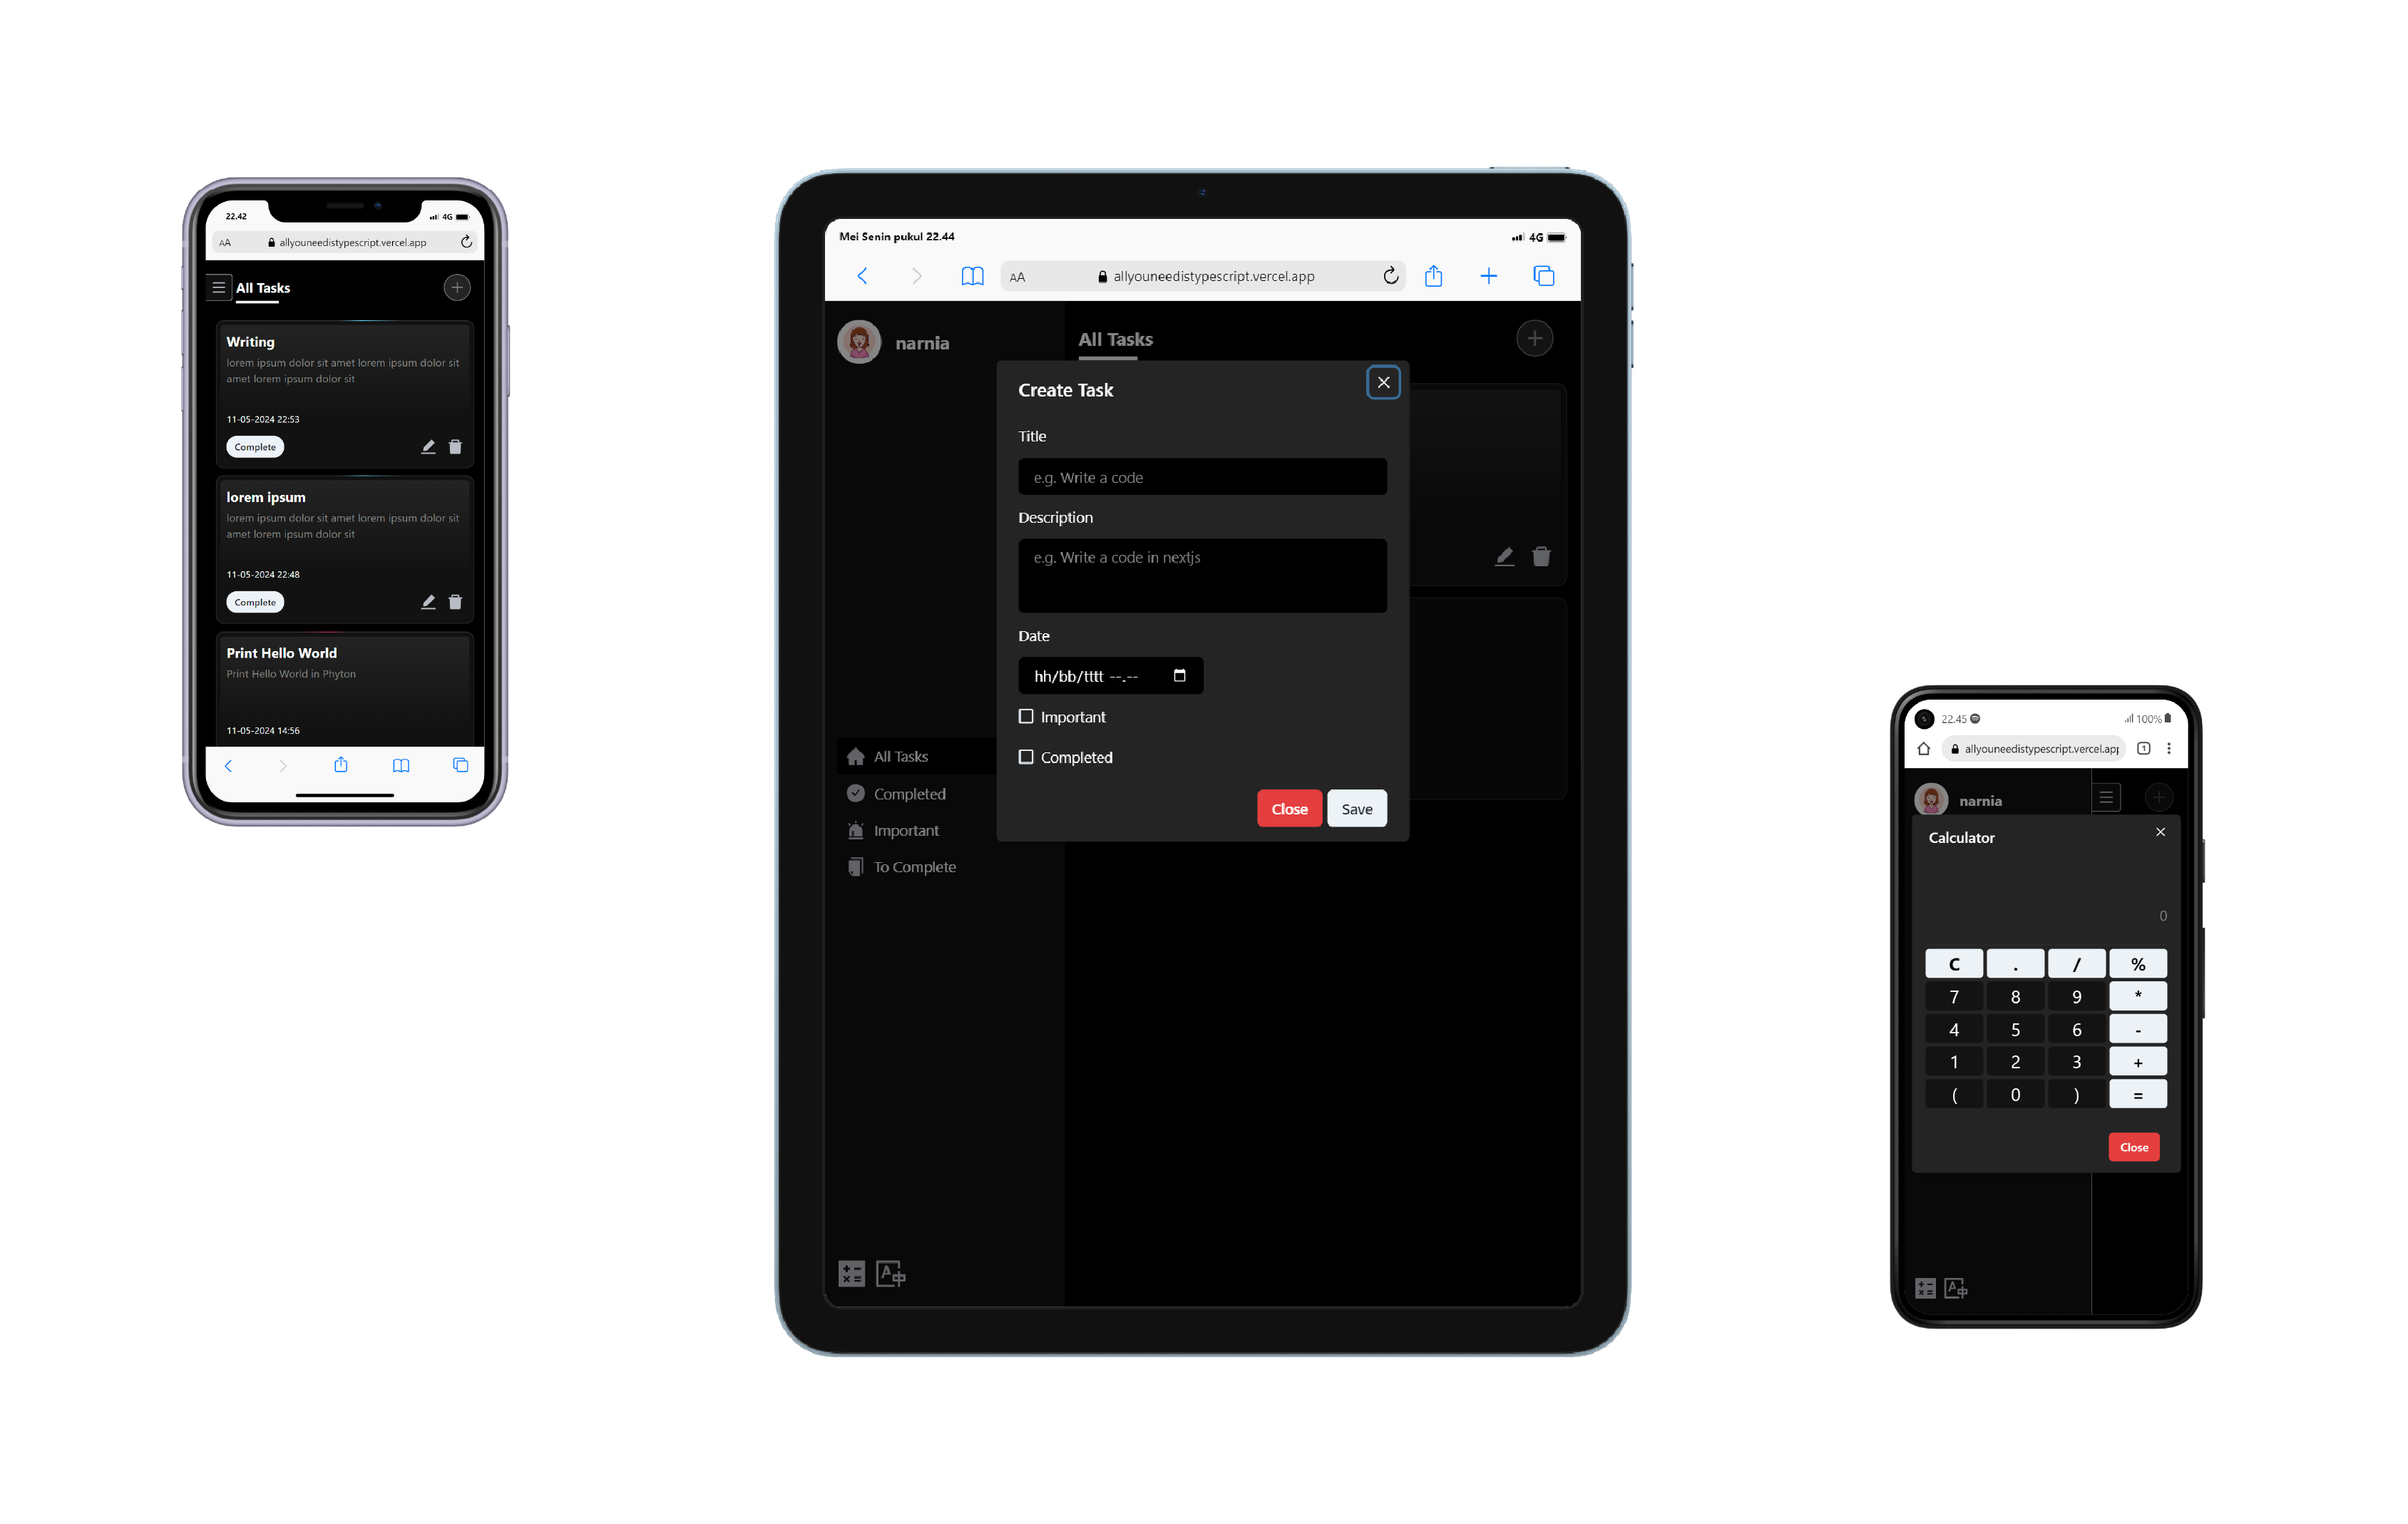 22.42
4G
AA allyouneedistypescript.vercel.app
All Tasks
Writing
lorem ipsum dolor sit amet lorem ipsum dolor sit
amet lorem ipsum dolor sit
11-05-2024 22:53
Complete
lorem ipsum
lorem ipsum dolor sit amet lorem ipsum dolor sit
amet lorem ipsum dolor sit
11-05-2024 22:48
Complete
Print Hello World
Print Hello World in Phyton
11-05-2024 14:56
Mei Senin pukul 22.44
4G
AA allyouneedistypescript.vercel.app
narnia
All Tasks
Create Task
Title
e.g. Write a code
Description
e.g. Write a code in nextjs
Date
hh/bb/tttt --.--
Important
Completed
Close Save
All Tasks
Completed
Important
To Complete
22.45
100%
allyouneedistypescript.vercel.app
1
narnia
Calculator
0
C . / %
7 8 9 *
4 5 6 -
1 2 3 +
( 0 ) =
Close